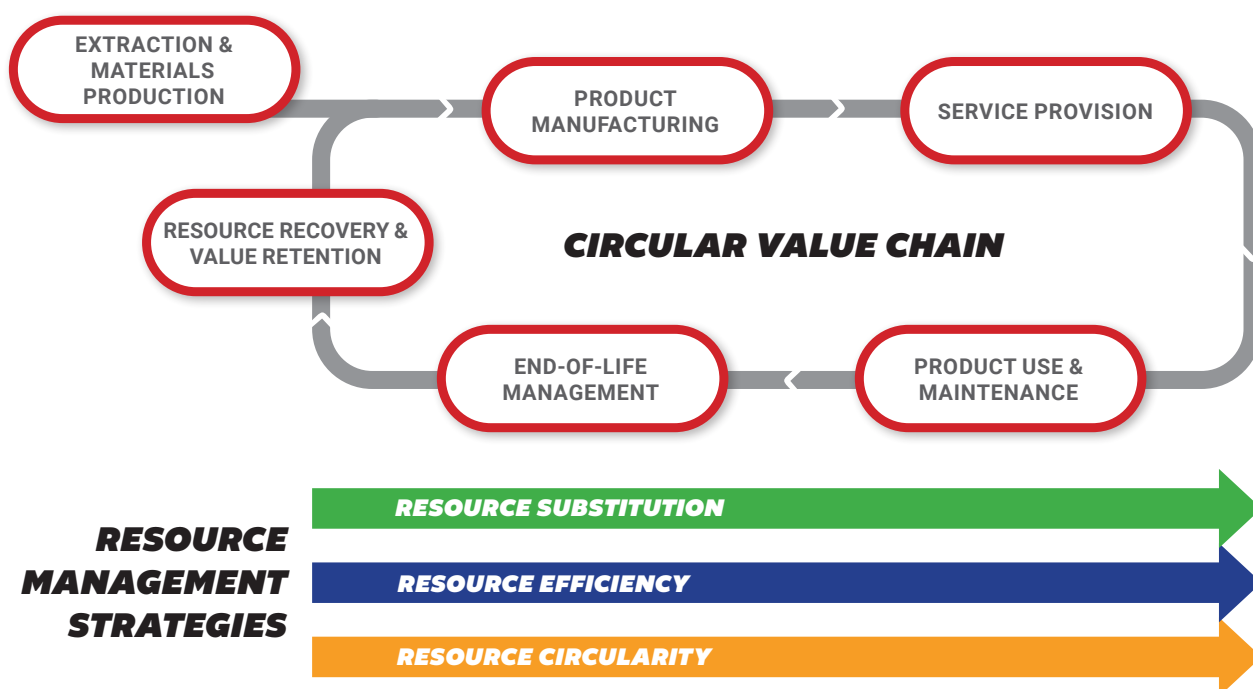 EXTRACTION &
MATERIALS
PRODUCTION
PRODUCT
MANUFACTURING
SERVICE PROVISION
RESOURCE RECOVERY &
VALUE RETENTION
CIRCULAR VALUE CHAIN
END-OF-LIFE
MANAGEMENT
PRODUCT USE &
MAINTENANCE
RESOURCE
MANAGEMENT
STRATEGIES
RESOURCE SUBSTITUTION
RESOURCE EFFICIENCY
RESOURCE CIRCULARITY